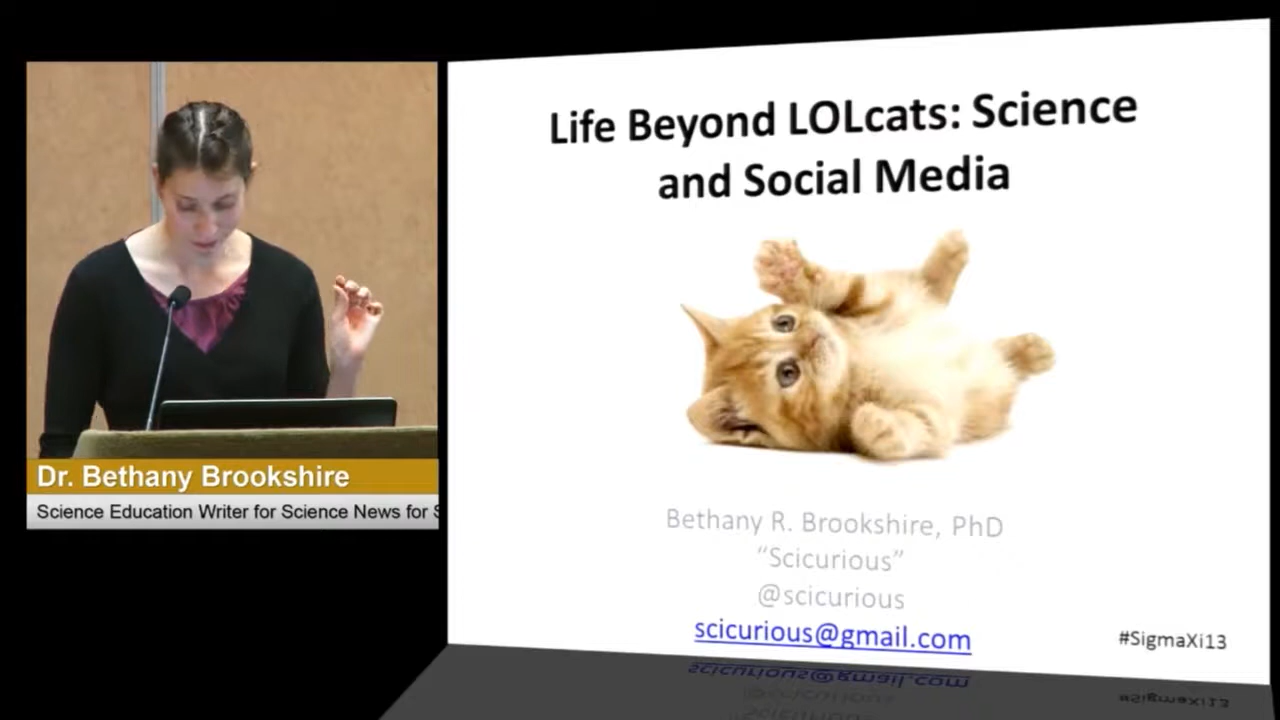 Life Beyond LOLcats: Science
and Social Media
Dr. Bethany Brookshire
Science Education Writer for Science News for
Bethany R. Brookshire, PhD
“Scicurious”
@scicurious
scicurious@gmail.com
#SigmaXi13